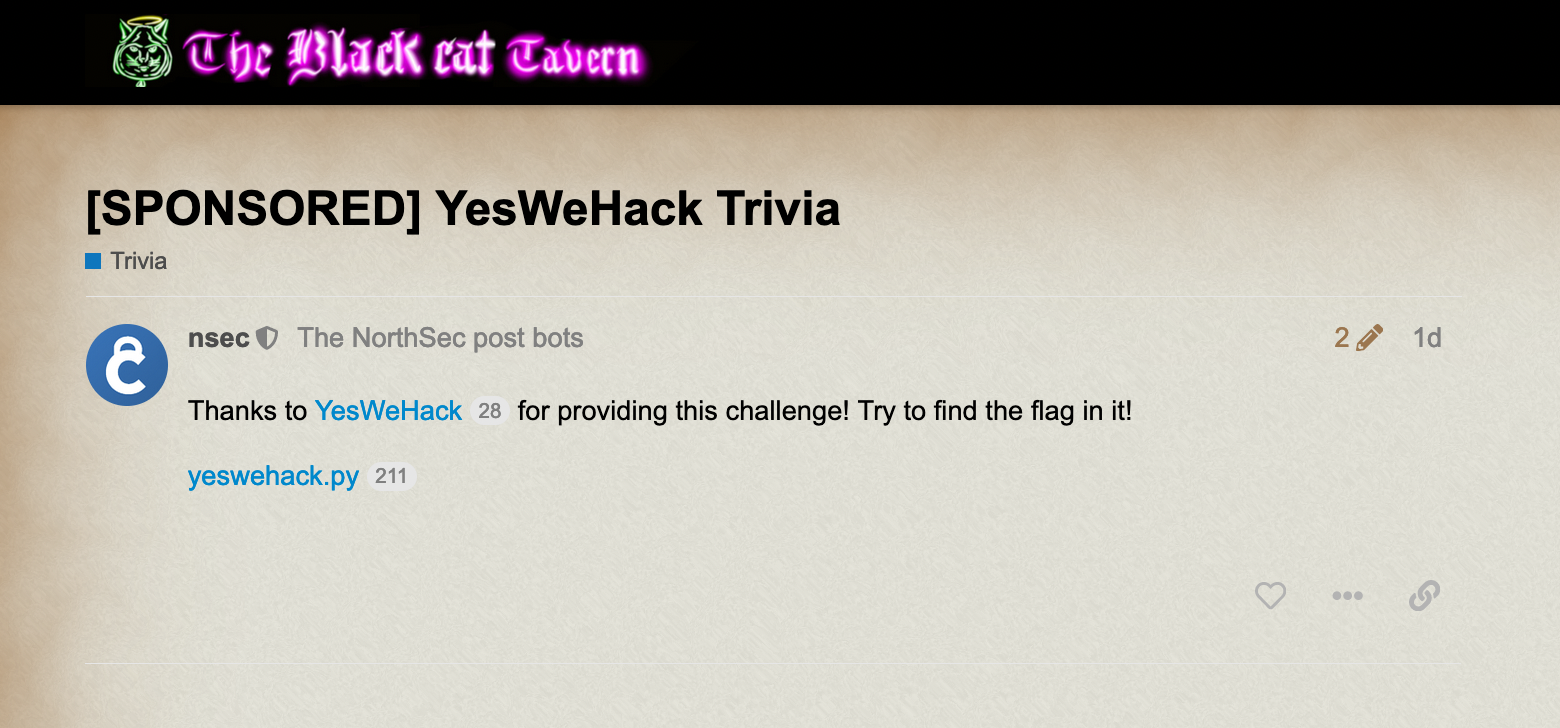 The Black cat Tavern
[SPONSORED] YesWeHack Trivia
Trivia
nsec The NorthSec post bots 2 1d
Thanks to YesWeHack 28 for providing this challenge! Try to find the flag in it!
yeswehack.py 211